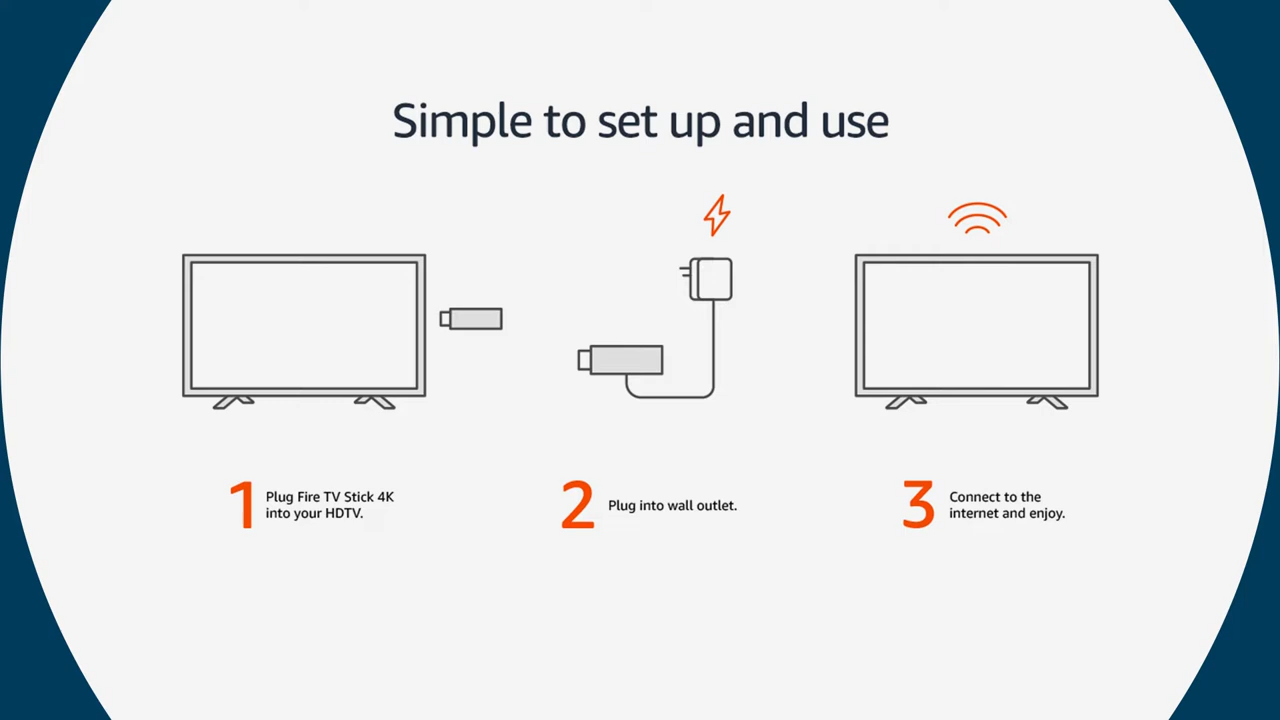 Simple to set up and use
1
Plug Fire TV Stick 4K
into your HDTV.
2
Plug into wall outlet.
3
Connect to the
internet and enjoy.